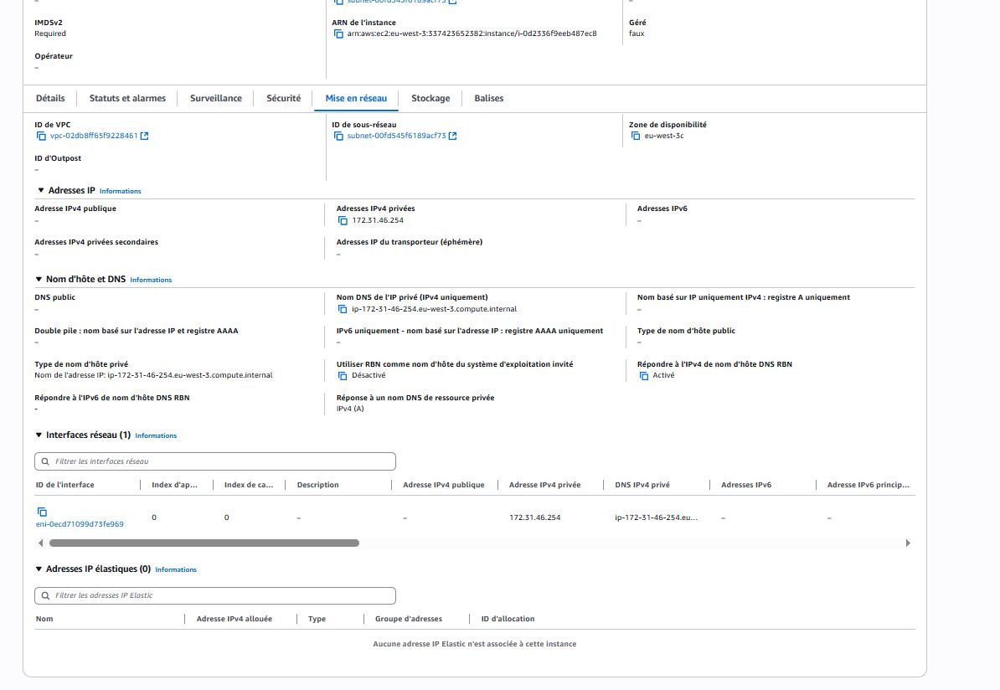 subnet-00fd545f6189acf73
–
IMDSv2
Required
ARN de l'instance
arn:aws:ec2:eu-west-3:337423652382:instance/i-0d2336f9eeb487ec8
Géré
faux
Opérateur
–
Détails Statuts et alarmes Surveillance Sécurité Mise en réseau Stockage Balises
ID de VPC
vpc-02db8ff65f9228461
ID de sous-réseau
subnet-00fd545f6189acf73
Zone de disponibilité
eu-west-3c
ID d'Outpost
–
Adresses IP Informations
Adresse IPv4 publique
–
Adresses IPv4 privées
172.31.46.254
Adresses IPv6
–
Adresses IPv4 privées secondaires
–
Adresses IP du transporteur (éphémère)
–
Nom d'hôte et DNS Informations
DNS public
–
Nom DNS de l'IP privé (IPv4 uniquement)
ip-172-31-46-254.eu-west-3.compute.internal
Nom basé sur IP uniquement IPv4 : registre A uniquement
–
Double pile : nom basé sur l'adresse IP et registre AAAA
–
IPv6 uniquement - nom basé sur l'adresse IP : registre AAAA uniquement
–
Type de nom d'hôte public
–
Type de nom d'hôte privé
Nom de l'adresse IP: ip-172-31-46-254.eu-west-3.compute.internal
Utiliser RBN comme nom d'hôte du système d'exploitation invité
Désactivé
Répondre à l'IPv4 de nom d'hôte DNS RBN
Activé
Répondre à l'IPv6 de nom d'hôte DNS RBN
-
Réponse à un nom DNS de ressource privée
IPv4 (A)
Interfaces réseau (1) Informations
Filtrer les interfaces réseau
ID de l'interface Index d'ap... Index de ca... Description Adresse IPv4 publique Adresse IPv4 privée DNS IPv4 privé Adresses IPv6 Adresse IPv6 princip...
eni-0ecd71099d73fe969 0 0 – – 172.31.46.254 ip-172-31-46-254.eu... – –
Adresses IP élastiques (0) Informations
Filtrer les adresses IP Elastic
Nom Adresse IPv4 allouée Type Groupe d'adresses ID d'allocation
Aucune adresse IP Elastic n'est associée à cette instance